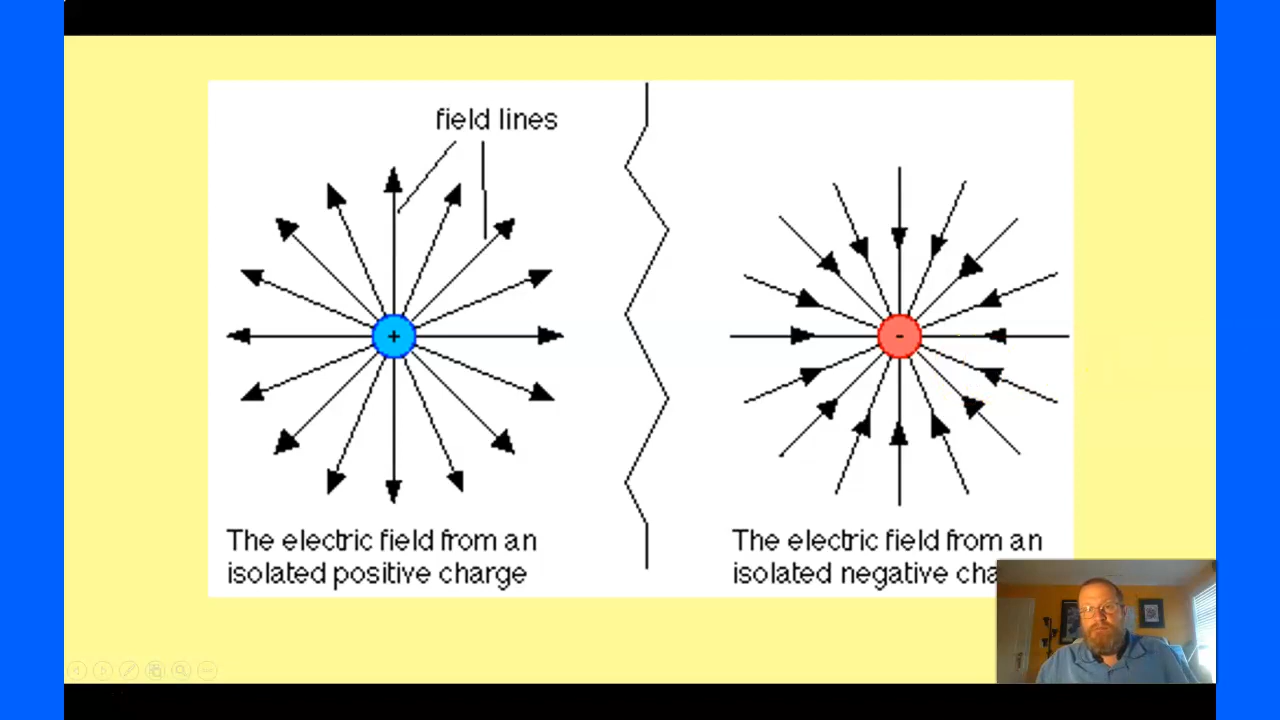 field lines
+
-
The electric field from an
isolated positive charge
The electric field from an
isolated negative cha